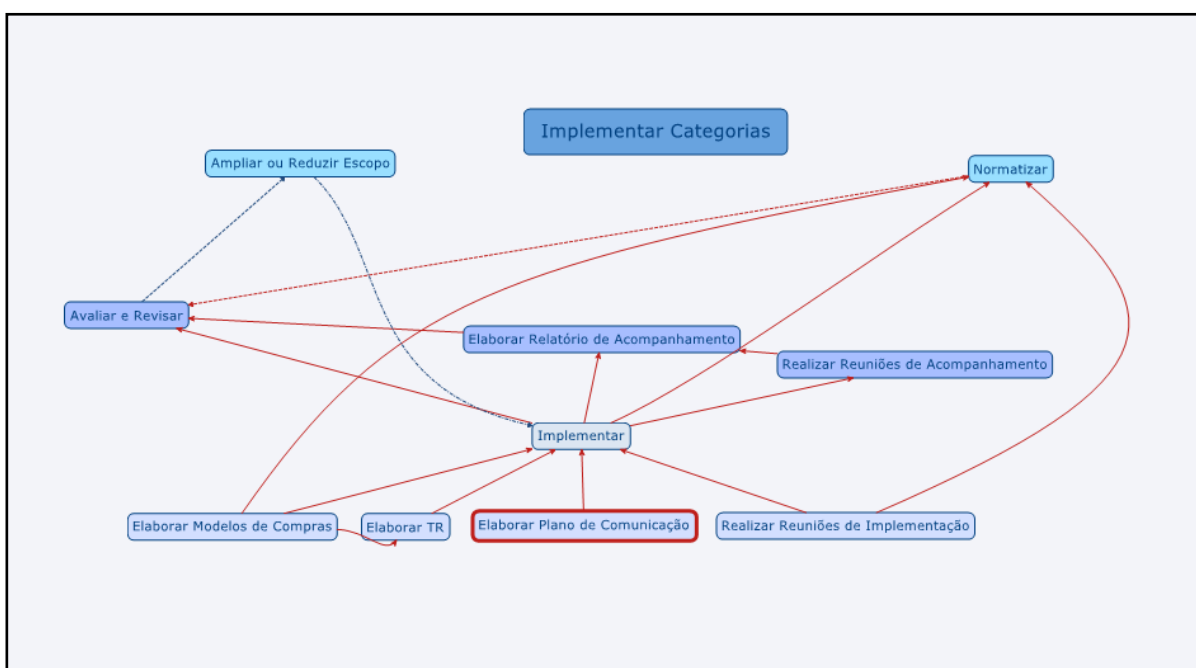 Implementar Categorias
Ampliar ou Reduzir Escopo
Normatizar
Avaliar e Revisar
Elaborar Relatório de Acompanhamento
Realizar Reuniões de Acompanhamento
Implementar
Elaborar Modelos de Compras
Elaborar TR
Elaborar Plano de Comunicação
Realizar Reuniões de Implementação